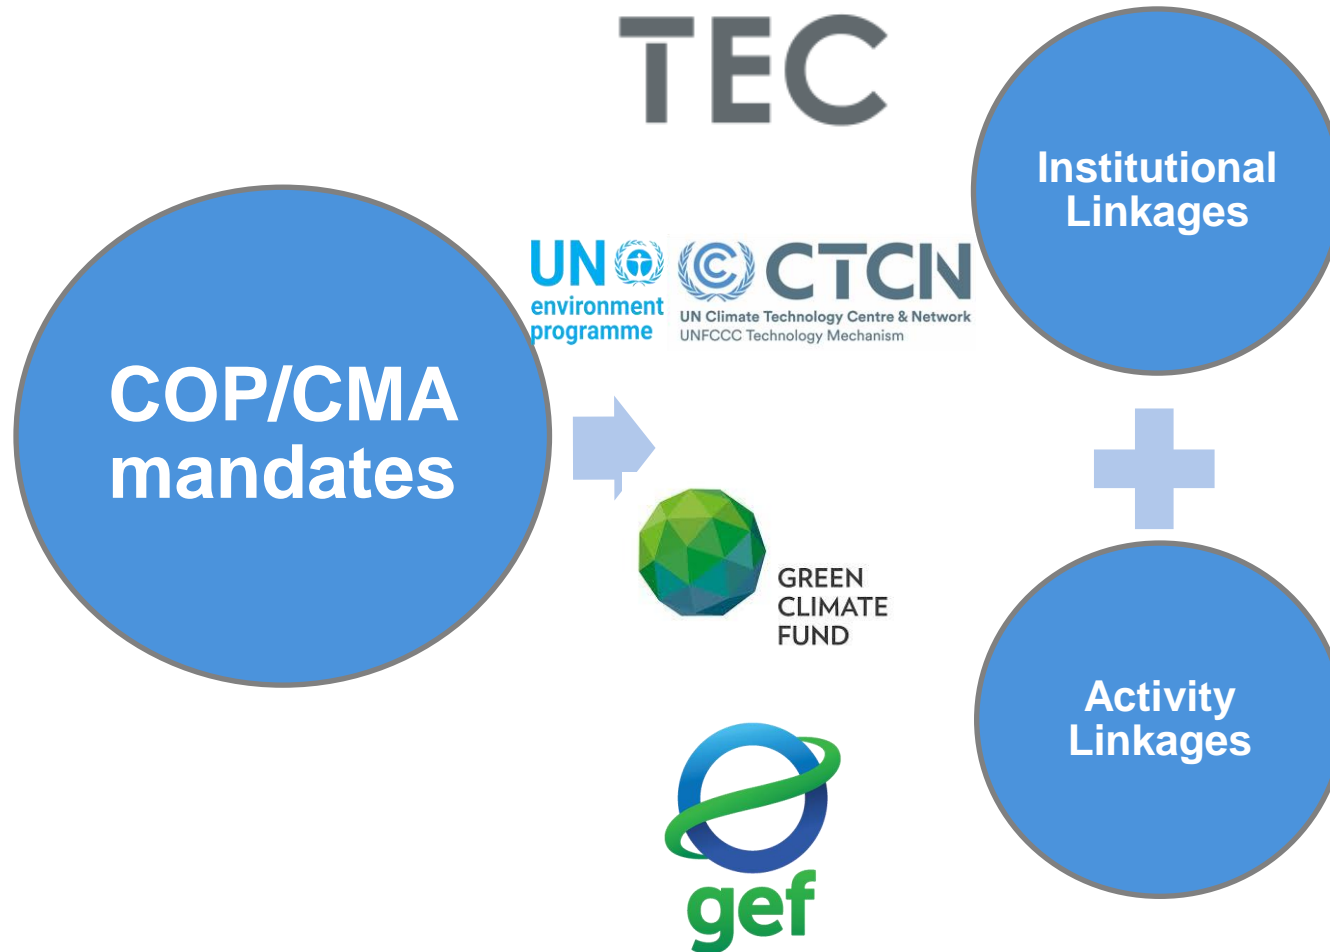 TEC
Institutional
Linkages
UN
environment
programme
CTCN
UN Climate Technology Centre & Network
UNFCCC Technology Mechanism
COP/CMA
mandates
GREEN
CLIMATE
FUND
Activity
Linkages
gef